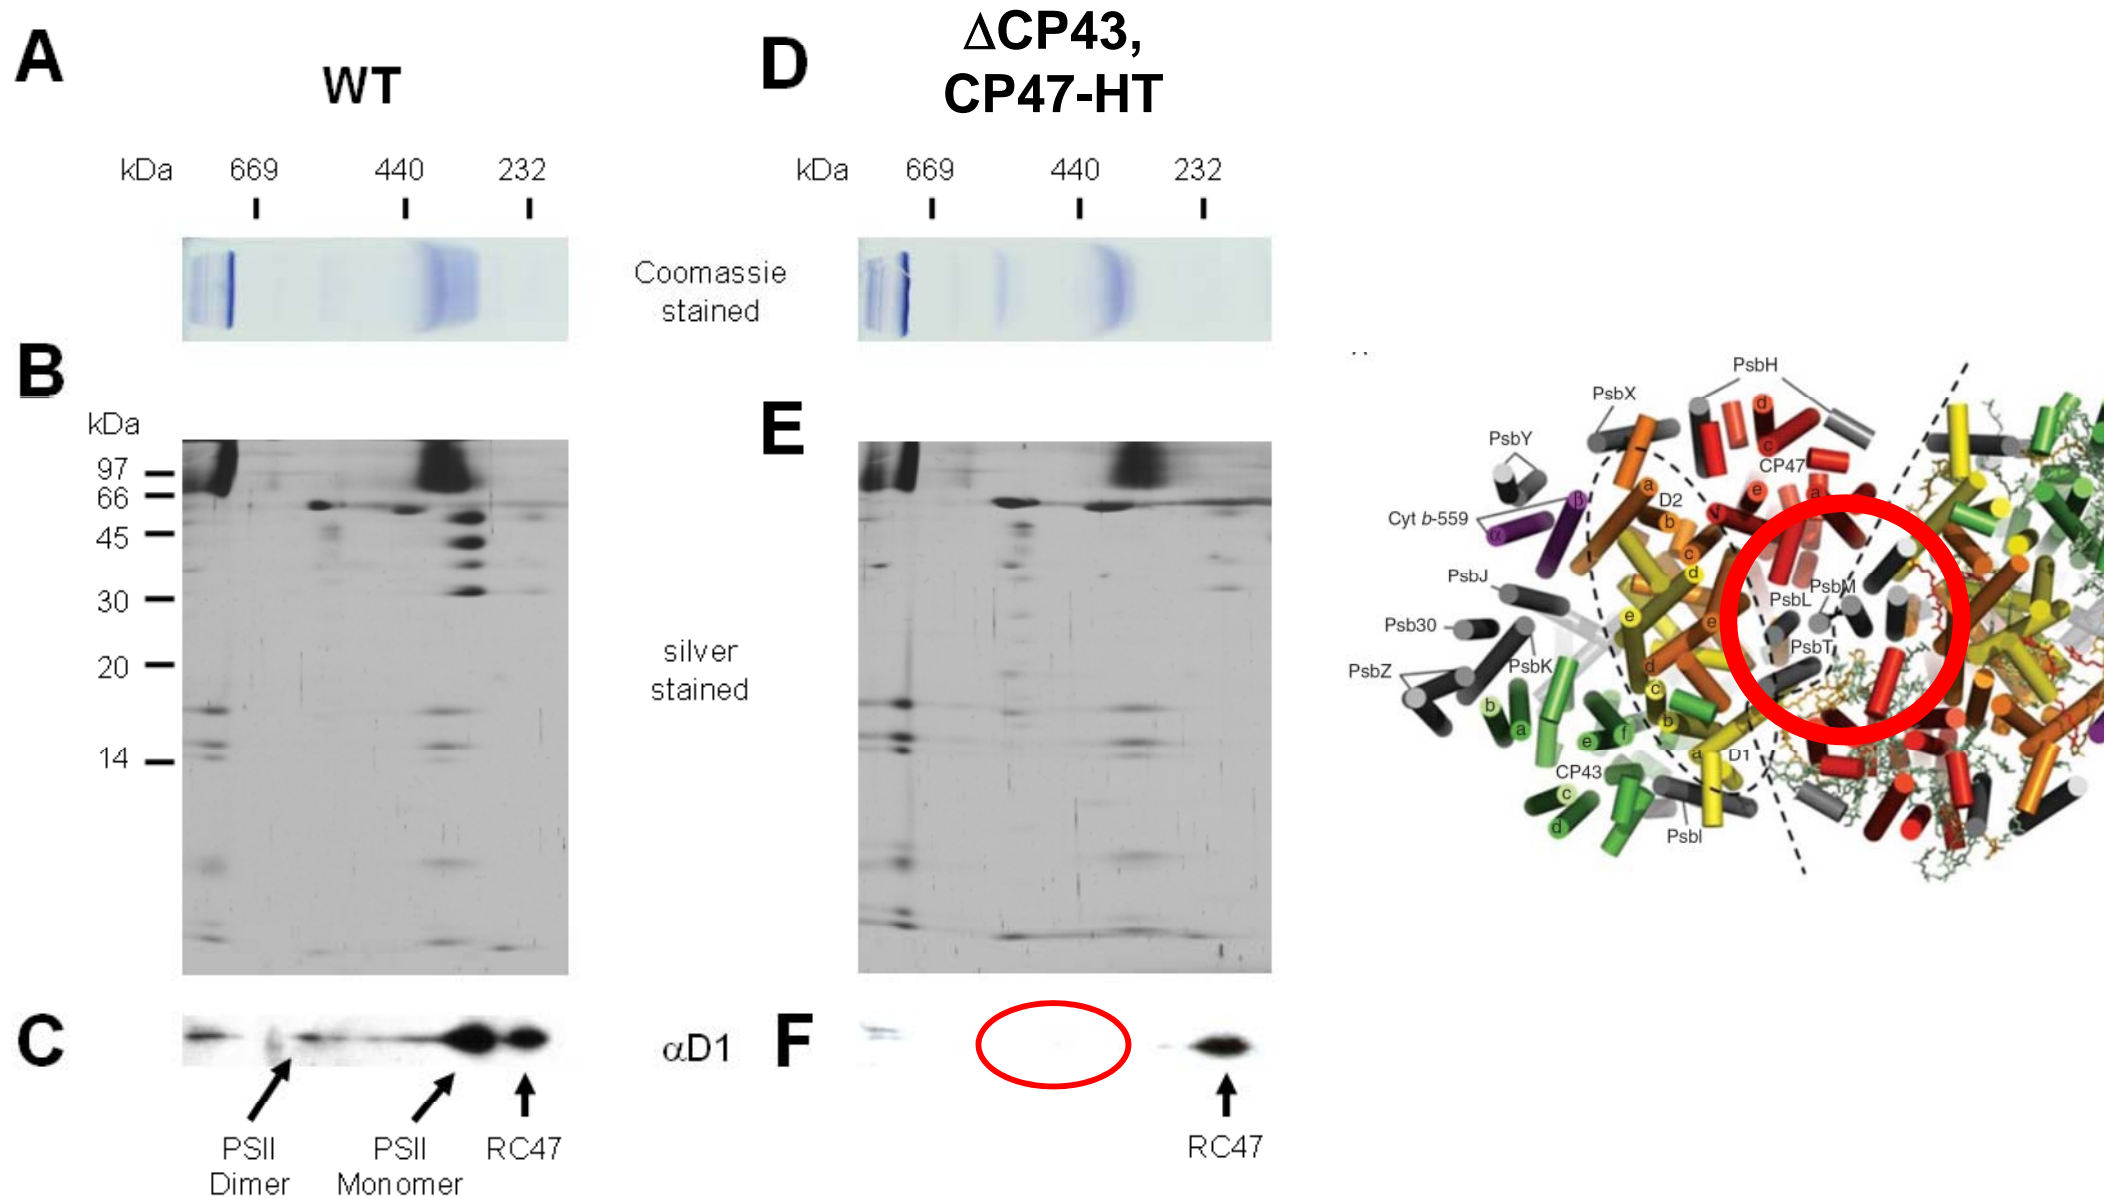 A
WT
kDa 669 440 232
D
ΔCP43,
CP47-HT
kDa 669 440 232
Coomassie
stained
B
kDa
97
66
45
30
20
14
E
silver
stained
C
αD1
F
PSII
Dimer
PSII
Monomer
RC47
RC47
PsbH
PsbX
d
c
PsbY
CP47
e
a
a
D2
β
b
Cyt b-559
α
c
d
PsbJ
PsbM
PsbL
e
e
Psb30
PsbT
PsbK
d
PsbZ
c
b
a
f
b
e
a
D1
CP43
c
d
PsbI